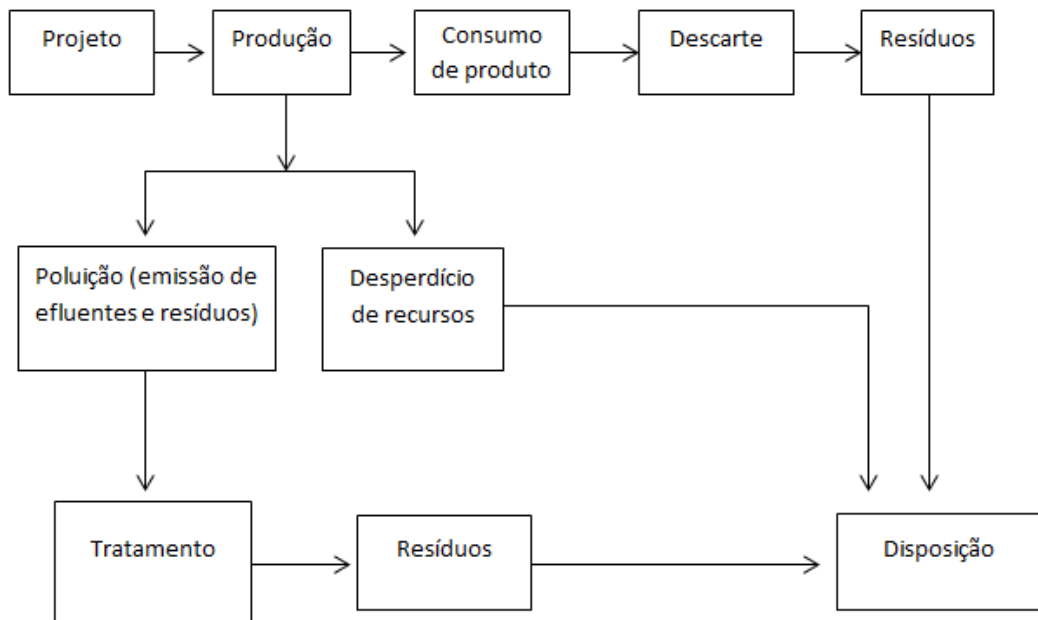 Projeto
Produção
Consumo
de produto
Descarte
Resíduos
Poluição (emissão de
efluentes e resíduos)
Desperdício
de recursos
Tratamento
Resíduos
Disposição